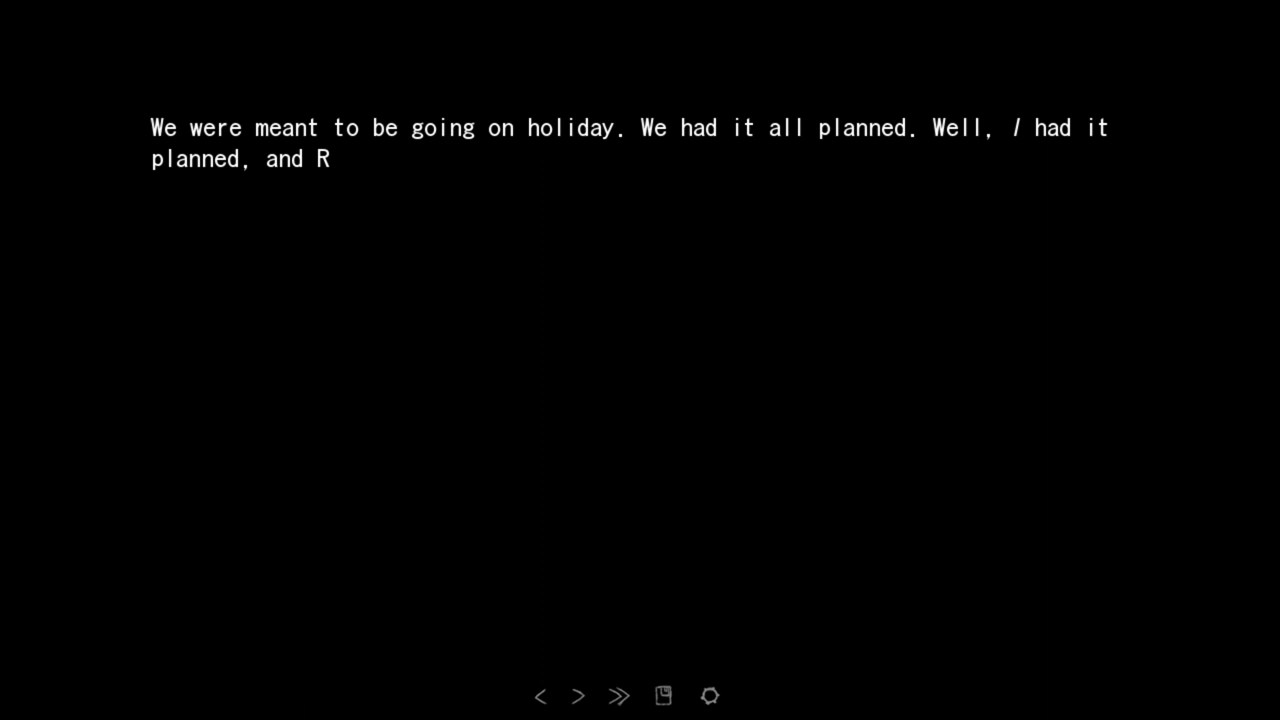 We were meant to be going on holiday. We had it all planned. Well, I had it
planned, and R